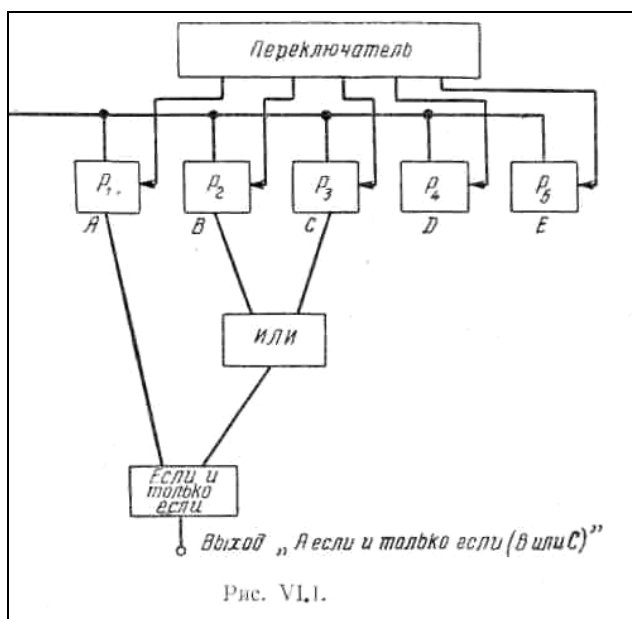 Переключатель
P₁ P₂ P₃ P₄ P₅
A B C D E
ИЛИ
Если и
только
если
Выход „A если и только если (B или C)”
Рис. VI.1.